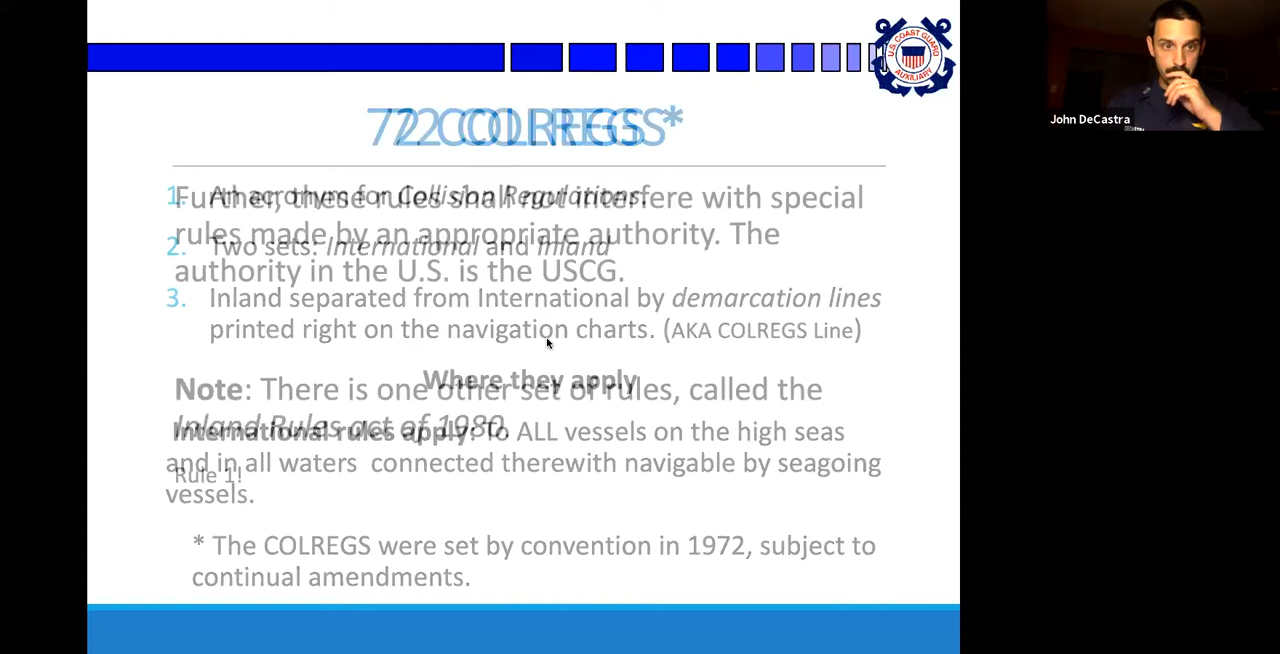 U.S. COAST GUARD
AUXILIARY
John DeCastra
72 COLREGS*
1. An acronym for Collision Regulations.
2. Two sets: International and Inland
3. Inland separated from International by demarcation lines
printed right on the navigation charts. (AKA COLREGS Line)
Where they apply
International rules apply: To ALL vessels on the high seas
and in all waters connected therewith navigable by seagoing
vessels.
* The COLREGS were set by convention in 1972, subject to
continual amendments.
72 COLREGS
Further, these rules shall not interfere with special
rules made by an appropriate authority. The
authority in the U.S. is the USCG.
Note: There is one other set of rules, called the
Inland Rules act of 1980.
Rule 1!